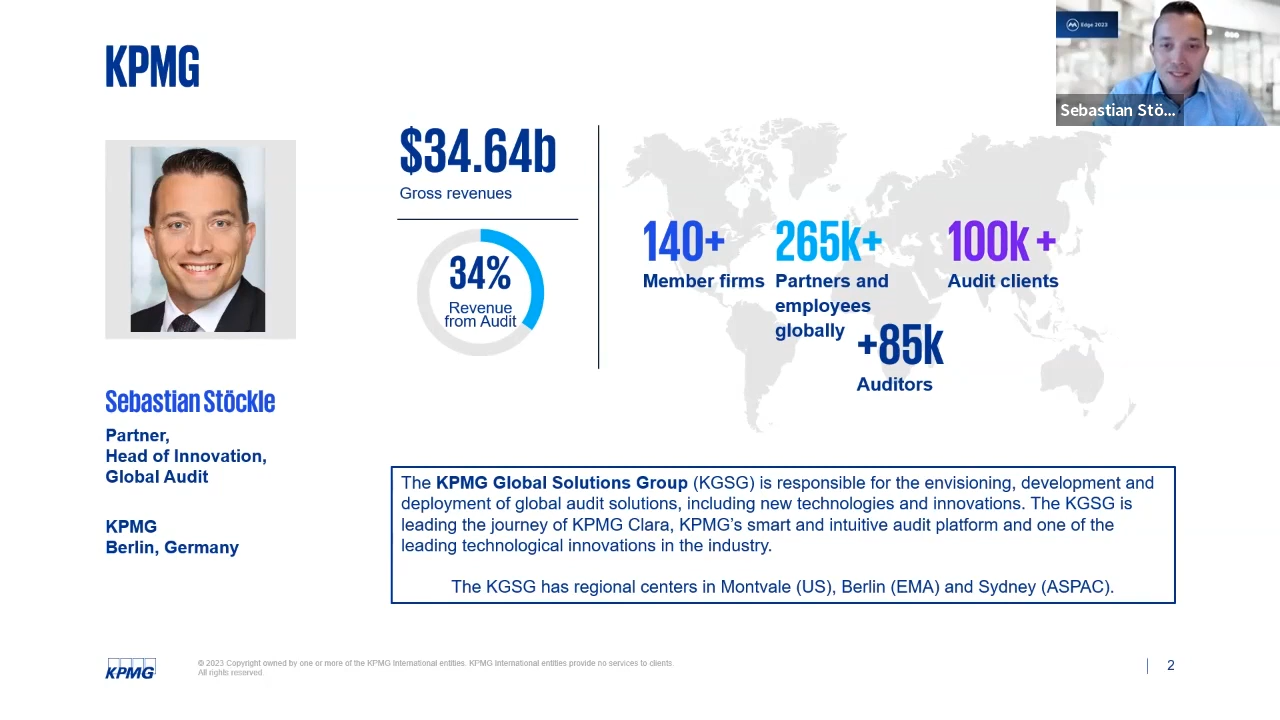 KPMG
Edge 2023
Sebastian Stö...
$34.64b
Gross revenues
34%
Revenue
from Audit
140+
Member firms
265k+
Partners and
employees
globally
100k +
Audit clients
+85k
Auditors
Sebastian Stöckle
Partner,
Head of Innovation,
Global Audit
KPMG
Berlin, Germany
The KPMG Global Solutions Group (KGSG) is responsible for the envisioning, development and
deployment of global audit solutions, including new technologies and innovations. The KGSG is
leading the journey of KPMG Clara, KPMG’s smart and intuitive audit platform and one of the
leading technological innovations in the industry.
The KGSG has regional centers in Montvale (US), Berlin (EMA) and Sydney (ASPAC).
KPMG
© 2023 Copyright owned by one or more of the KPMG International entities. KPMG International entities provide no services to clients.
All rights reserved.
2